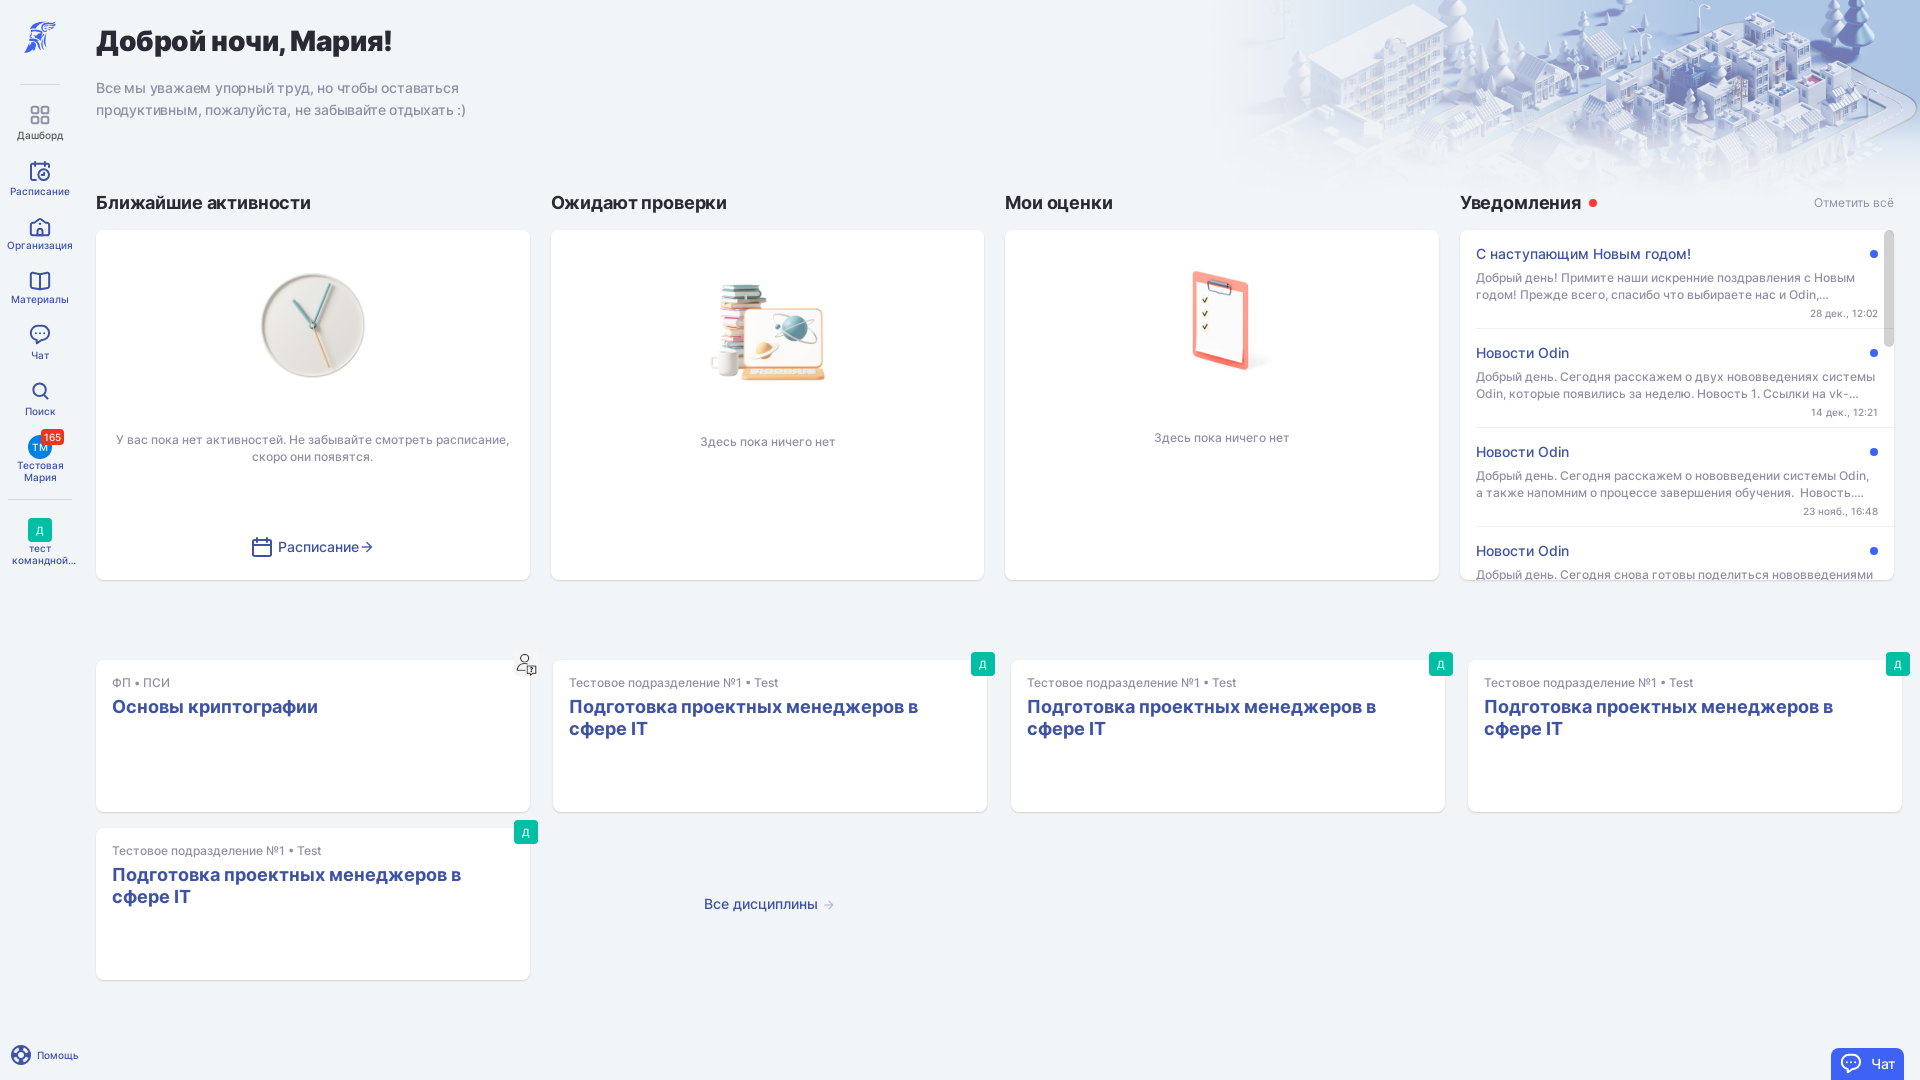 Доброй ночи, Мария!
Все мы уважаем упорный труд, но чтобы оставаться
продуктивным, пожалуйста, не забывайте отдыхать :)
Дашборд
Расписание
Организация
Материалы
Чат
Поиск
165
ТМ
Тестовая
Мария
Д
тест
командной...
Помощь
Ближайшие активности
У вас пока нет активностей. Не забывайте смотреть расписание,
скоро они появятся.
Расписание
Ожидают проверки
Здесь пока ничего нет
Мои оценки
Здесь пока ничего нет
Уведомления
Отметить всё
С наступающим Новым годом!
Добрый день! Примите наши искренние поздравления с Новым
годом! Прежде всего, спасибо что выбираете нас и Odin,...
28 дек., 12:02
Новости Odin
Добрый день. Сегодня расскажем о двух нововведениях системы
Odin, которые появились за неделю. Новость 1. Ссылки на vk-...
14 дек., 12:21
Новости Odin
Добрый день. Сегодня расскажем о нововведении системы Odin,
а также напомним о процессе завершения обучения. Новость....
23 нояб., 16:48
Новости Odin
Добрый день. Сегодня снова готовы поделиться нововведениями
ФП • ПСИ
Основы криптографии
Д
Тестовое подразделение №1 • Test
Подготовка проектных менеджеров в
сфере IT
Д
Тестовое подразделение №1 • Test
Подготовка проектных менеджеров в
сфере IT
Д
Тестовое подразделение №1 • Test
Подготовка проектных менеджеров в
сфере IT
Д
Тестовое подразделение №1 • Test
Подготовка проектных менеджеров в
сфере IT
Все дисциплины
Чат